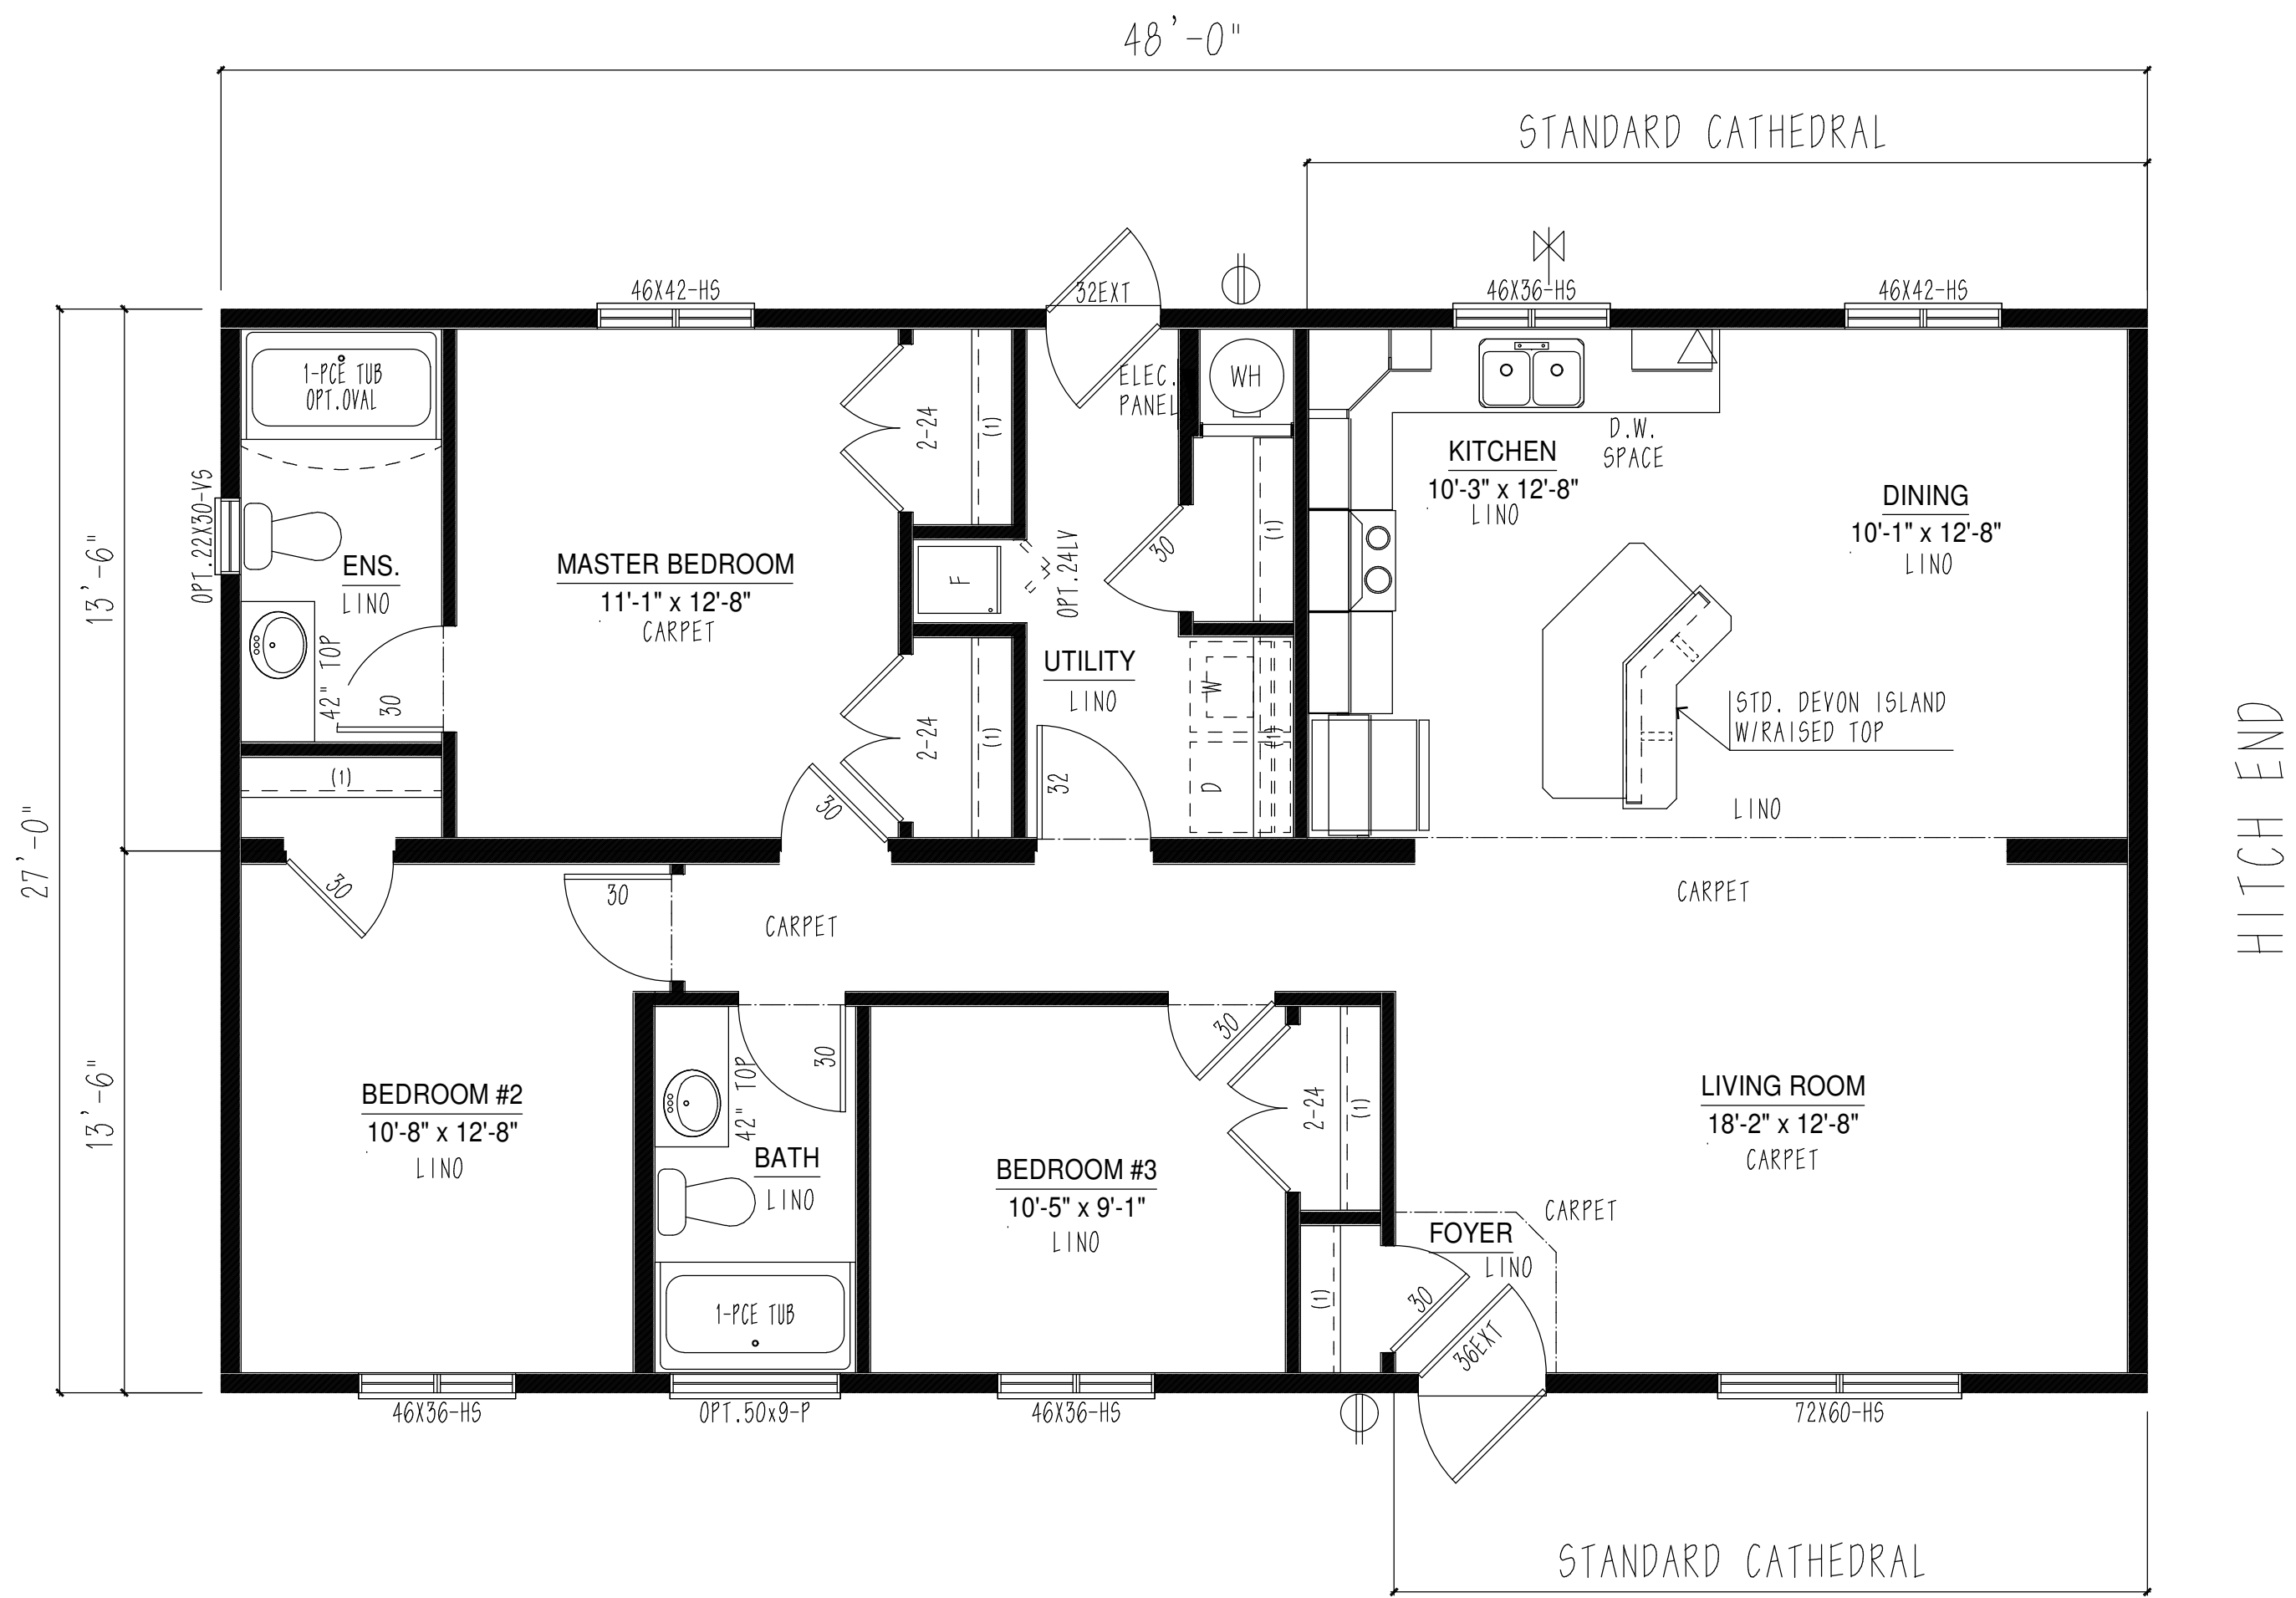 48'-0"
STANDARD CATHEDRAL
46X42-HS
32EXT
46X36-HS
46X42-HS
1-PCE TUB
OPT.OVAL
2-24
(1)
ELEC.
PANEL
WH
KITCHEN
10'-3" x 12'-8"
LINO
D.W.
SPACE
DINING
10'-1" x 12'-8"
LINO
OPT.22X30-VS
13'-6"
ENS.
LINO
MASTER BEDROOM
11'-1" x 12'-8"
CARPET
F
OPT.24LV
30
(1)
42" TOP
30
UTILITY
LINO
W
(1)
D
2-24
(1)
32
30
(1)
STD. DEVON ISLAND
W/RAISED TOP
LINO
HITCH END
27'-0"
30
30
CARPET
CARPET
13'-6"
BEDROOM #2
10'-8" x 12'-8"
LINO
42" TOP
30
BATH
LINO
1-PCE TUB
BEDROOM #3
10'-5" x 9'-1"
LINO
30
2-24
(1)
LIVING ROOM
18'-2" x 12'-8"
CARPET
CARPET
FOYER
LINO
(1)
30
36EXT
46X36-HS
OPT.50x9-P
46X36-HS
72X60-HS
STANDARD CATHEDRAL